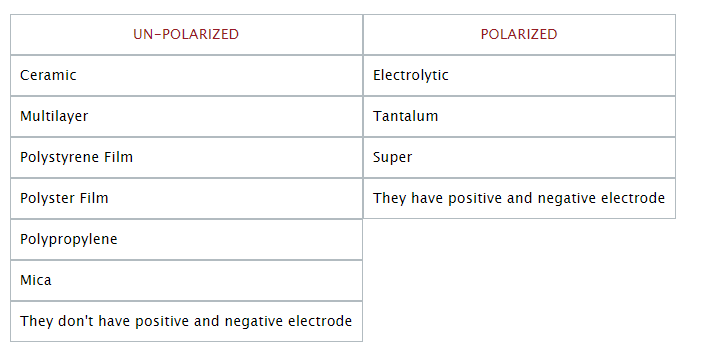 UN-POLARIZED POLARIZED
Ceramic Electrolytic
Multilayer Tantalum
Polystyrene Film Super
Polyster Film They have positive and negative electrode
Polypropylene
Mica
They don't have positive and negative electrode